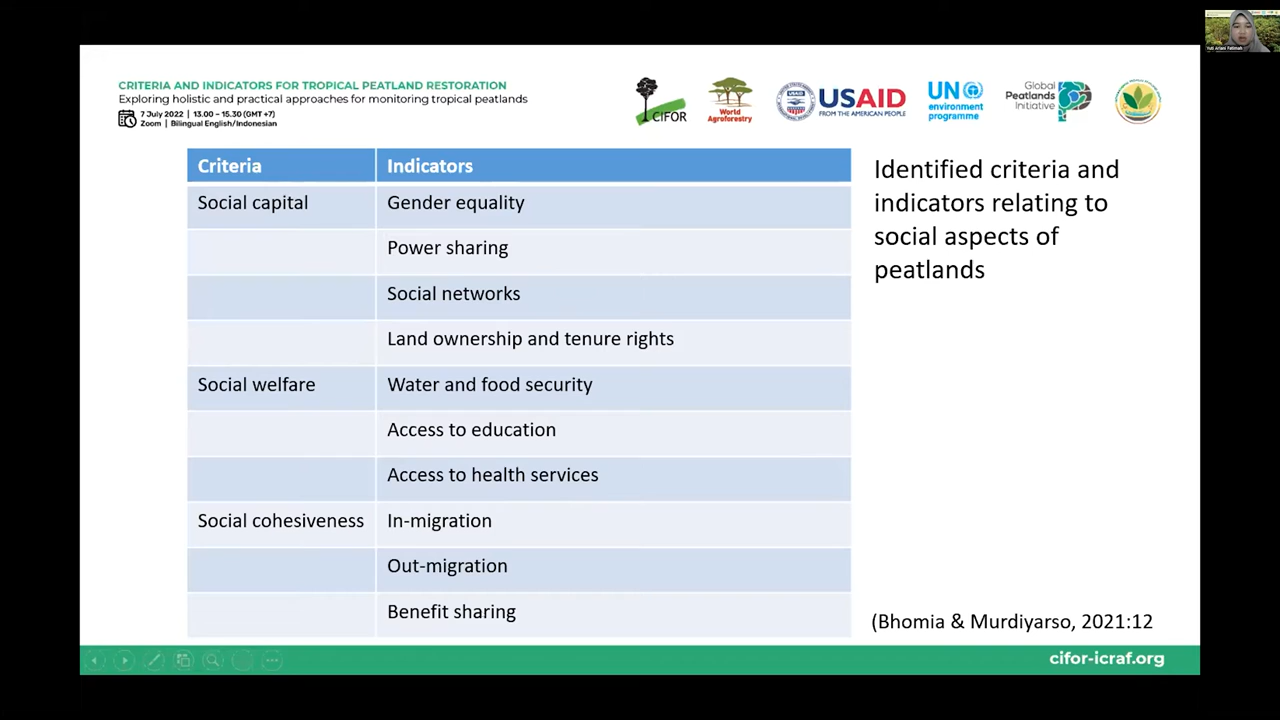 CRITERIA AND INDICATORS FOR TROPICAL PEATLAND RESTORATION
Exploring holistic and practical approaches for monitoring tropical peatlands
7 July 2022 | 13.00 – 15.30 (GMT +7)
Zoom | Bilingual English/Indonesian
CIFOR
World
Agroforestry
USAID
FROM THE AMERICAN PEOPLE
UN
environment
programme
Global
Peatlands
Initiative
Criteria Indicators
Social capital Gender equality
Power sharing
Social networks
Land ownership and tenure rights
Social welfare Water and food security
Access to education
Access to health services
Social cohesiveness In-migration
Out-migration
Benefit sharing
Identified criteria and
indicators relating to
social aspects of
peatlands
(Bhomia & Murdiyarso, 2021:12
cifor-icraf.org